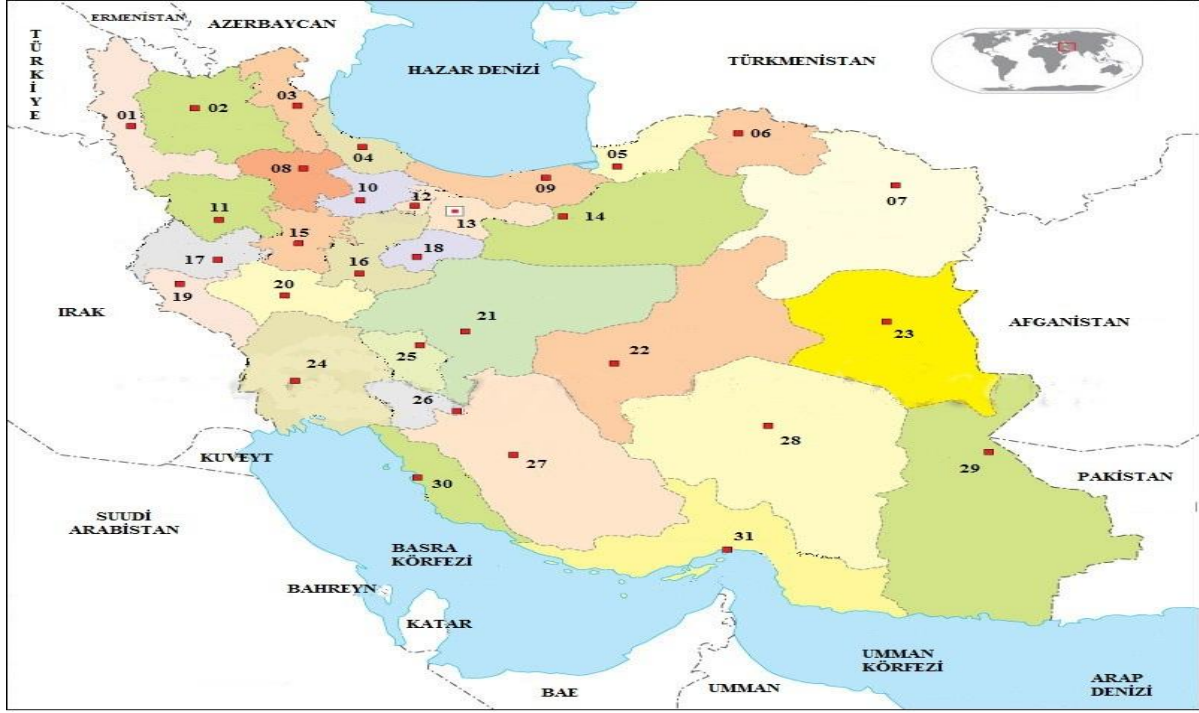 ERMENİSTAN
AZERBAYCAN
TÜRKİYE
HAZAR DENİZİ
TÜRKMENİSTAN
01
02
03
04
05
06
07
08
09
10
11
12
13
14
15
16
17
18
19
20
21
22
23
24
25
26
27
28
29
30
31
IRAK
AFGANİSTAN
KUVEYT
PAKİSTAN
SUUDİ
ARABİSTAN
BASRA
KÖRFEZİ
BAHREYN
KATAR
UMMAN
KÖRFEZİ
BAE
UMMAN
ARAP
DENİZİ